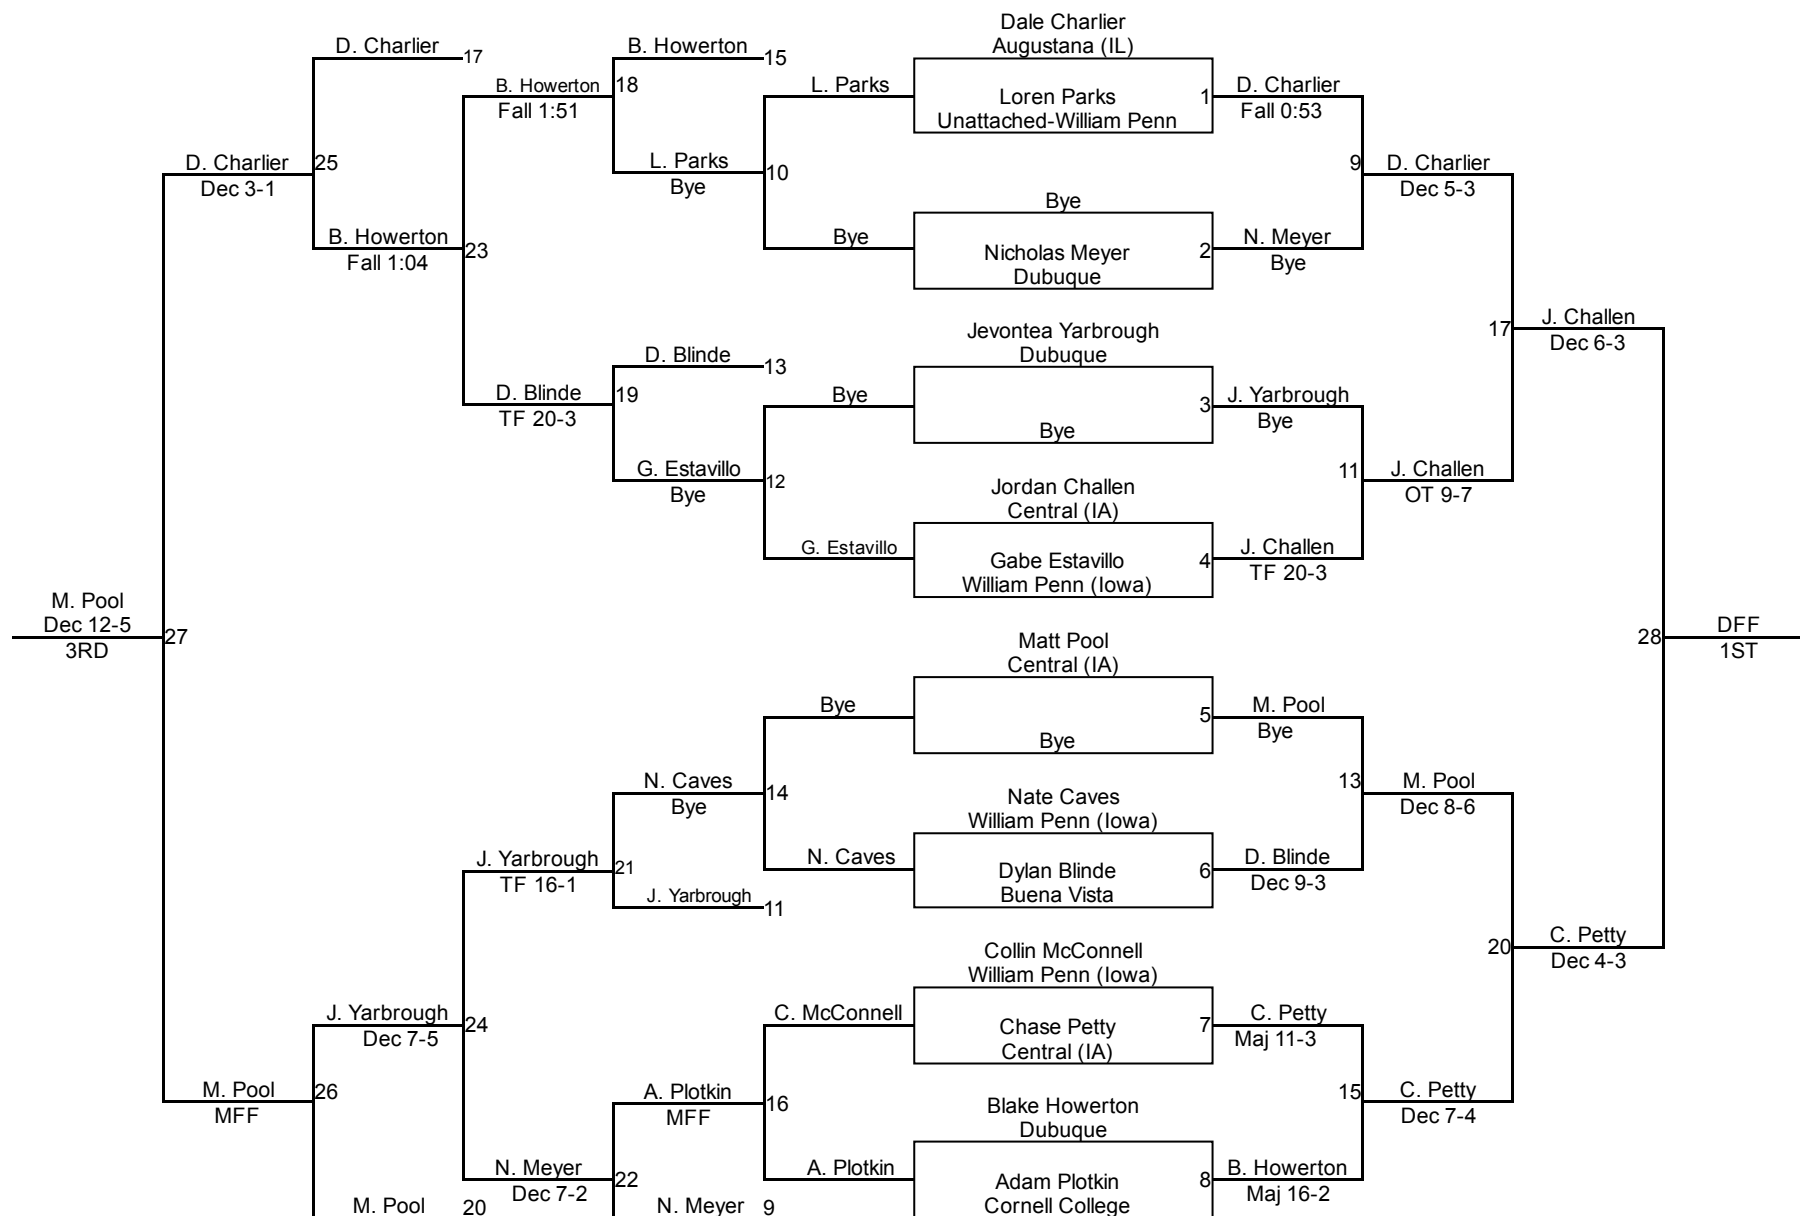 Dale Charlier
D. Charlier
B. Howerton
Augustana (IL)
17
15
B. Howerton
18
L. Parks
Loren Parks
1
D. Charlier
Fall 1:51
Unattached-William Penn
Fall 0:53
D. Charlier
25
L. Parks
10
9
D. Charlier
Dec 3-1
Bye
Dec 5-3
Bye
B. Howerton
23
Bye
Nicholas Meyer
2
N. Meyer
Fall 1:04
Dubuque
Bye
Jevontea Yarbrough
17
J. Challen
D. Blinde
13
Dubuque
Dec 6-3
D. Blinde
19
Bye
3
J. Yarbrough
TF 20-3
Bye
Bye
G. Estavillo
12
11
J. Challen
Bye
Jordan Challen
OT 9-7
Central (IA)
G. Estavillo
Gabe Estavillo
4
J. Challen
William Penn (Iowa)
TF 20-3
M. Pool
Dec 12-5
27
Matt Pool
28
DFF
3RD
Central (IA)
1ST
Bye
5
M. Pool
Bye
Bye
N. Caves
14
13
M. Pool
Bye
Nate Caves
Dec 8-6
William Penn (Iowa)
J. Yarbrough
21
N. Caves
Dylan Blinde
6
D. Blinde
TF 16-1
Buena Vista
Dec 9-3
J. Yarbrough
11
Collin McConnell
20
C. Petty
William Penn (Iowa)
Dec 4-3
J. Yarbrough
24
C. McConnell
Chase Petty
7
C. Petty
Dec 7-5
Central (IA)
Maj 11-3
M. Pool
26
A. Plotkin
16
15
C. Petty
MFF
MFF
Blake Howerton
Dec 7-4
Dubuque
N. Meyer
22
A. Plotkin
Adam Plotkin
8
B. Howerton
Dec 7-2
Cornell College
Maj 16-2
M. Pool
20
N. Meyer
9